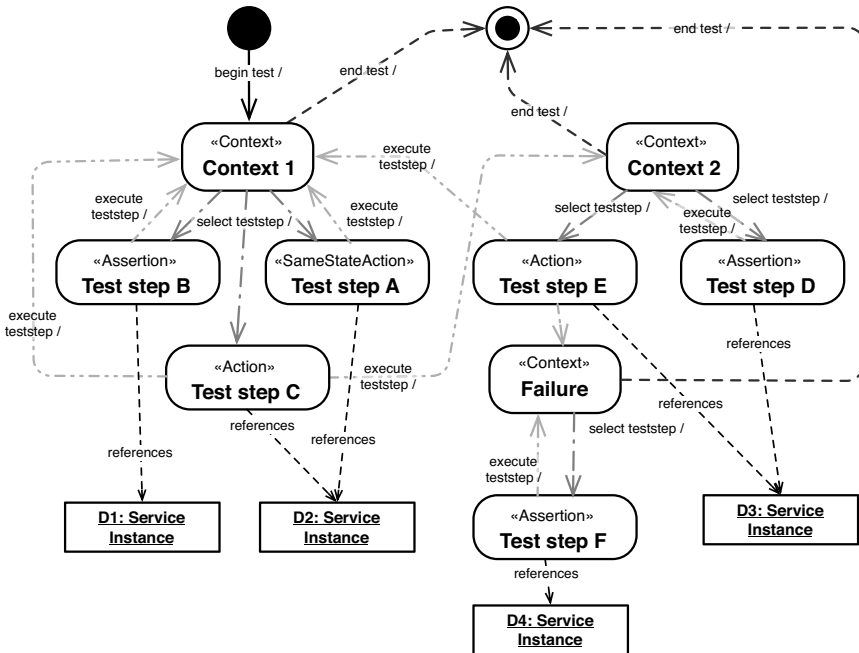 end test /
begin test /
end test /
end test /
«Context»
Context 1
execute
teststep /
«Context»
Context 2
execute
teststep /
select teststep /
execute
teststep /
select teststep /
execute
teststep /
select teststep /
«Assertion»
Test step B
«SameStateAction»
Test step A
«Action»
Test step E
«Assertion»
Test step D
execute
teststep /
«Action»
Test step C
execute
teststep /
«Context»
Failure
references
references
references
references
references
select teststep /
execute
teststep /
D1: Service
Instance
D2: Service
Instance
«Assertion»
Test step F
D3: Service
Instance
references
D4: Service
Instance